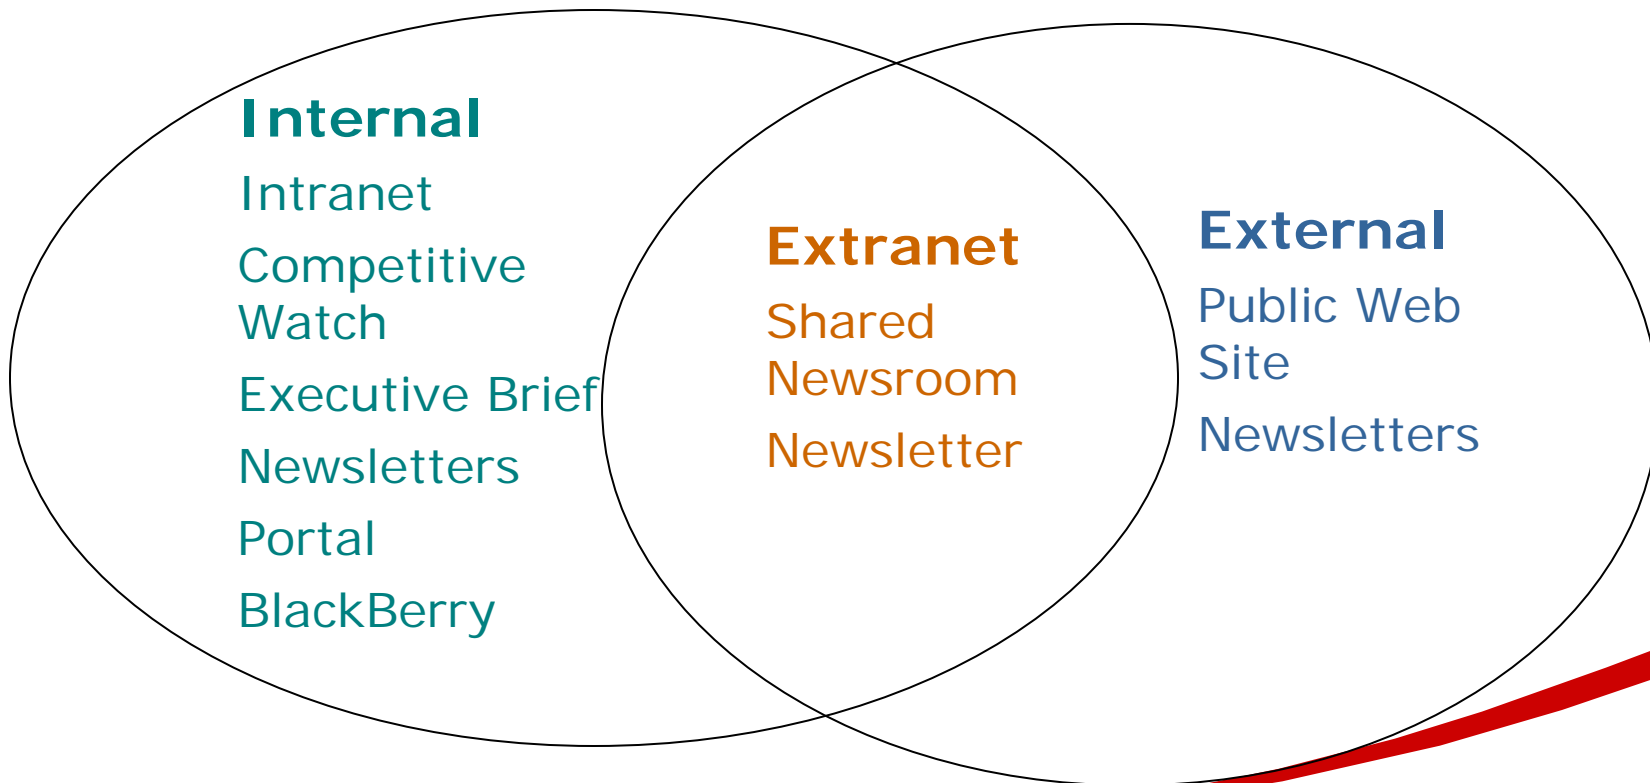 Internal
Intranet
Competitive
Watch
Executive Brief
Newsletters
Portal
BlackBerry
Extranet
Shared
Newsroom
Newsletter
External
Public Web
Site
Newsletters